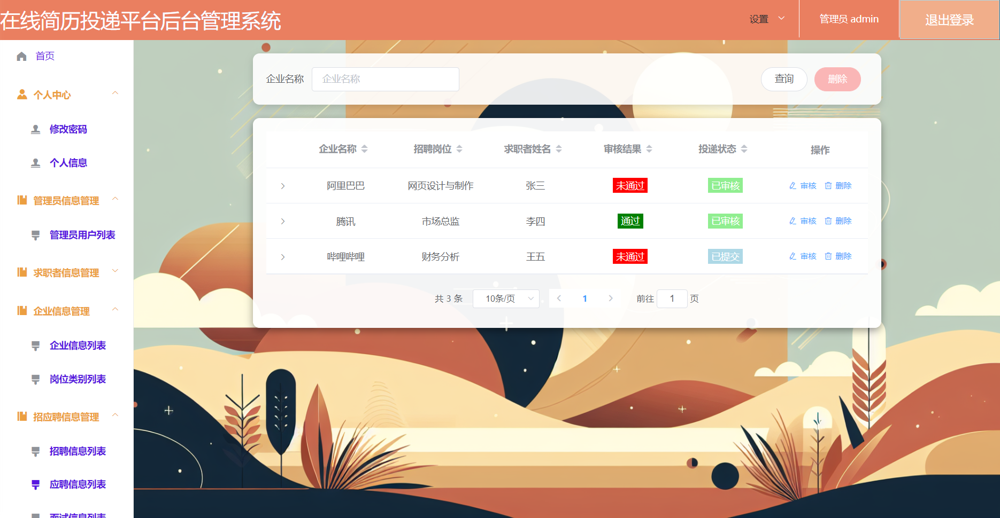 在线简历投递平台后台管理系统
设置
管理员 admin
退出登录
首页
个人中心
修改密码
个人信息
管理员信息管理
管理员用户列表
求职者信息管理
企业信息管理
企业信息列表
岗位类别列表
招应聘信息管理
招聘信息列表
应聘信息列表
面试信息列表
企业名称 企业名称 查询 删除
企业名称 招聘岗位 求职者姓名 审核结果 投递状态 操作
阿里巴巴 网页设计与制作 张三 未通过 已审核 审核 删除
腾讯 市场总监 李四 通过 已审核 审核 删除
哔哩哔哩 财务分析 王五 未通过 已提交 审核 删除
共 3 条 10条/页 1 前往 1 页